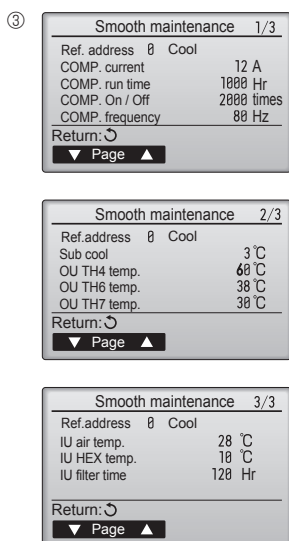 ③
Smooth maintenance 1/3
Ref. address 0 Cool
COMP. current 12 A
COMP. run time 1000 Hr
COMP. On / Off 2000 times
COMP. frequency 80 Hz
Return:
▼ Page ▲
Smooth maintenance 2/3
Ref.address 0 Cool
Sub cool 3 ℃
OU TH4 temp. 60 ℃
OU TH6 temp. 38 ℃
OU TH7 temp. 30 ℃
Return:
▼ Page ▲
Smooth maintenance 3/3
Ref.address 0 Cool
IU air temp. 28 ℃
IU HEX temp. 10 ℃
IU filter time 120 Hr
Return:
▼ Page ▲